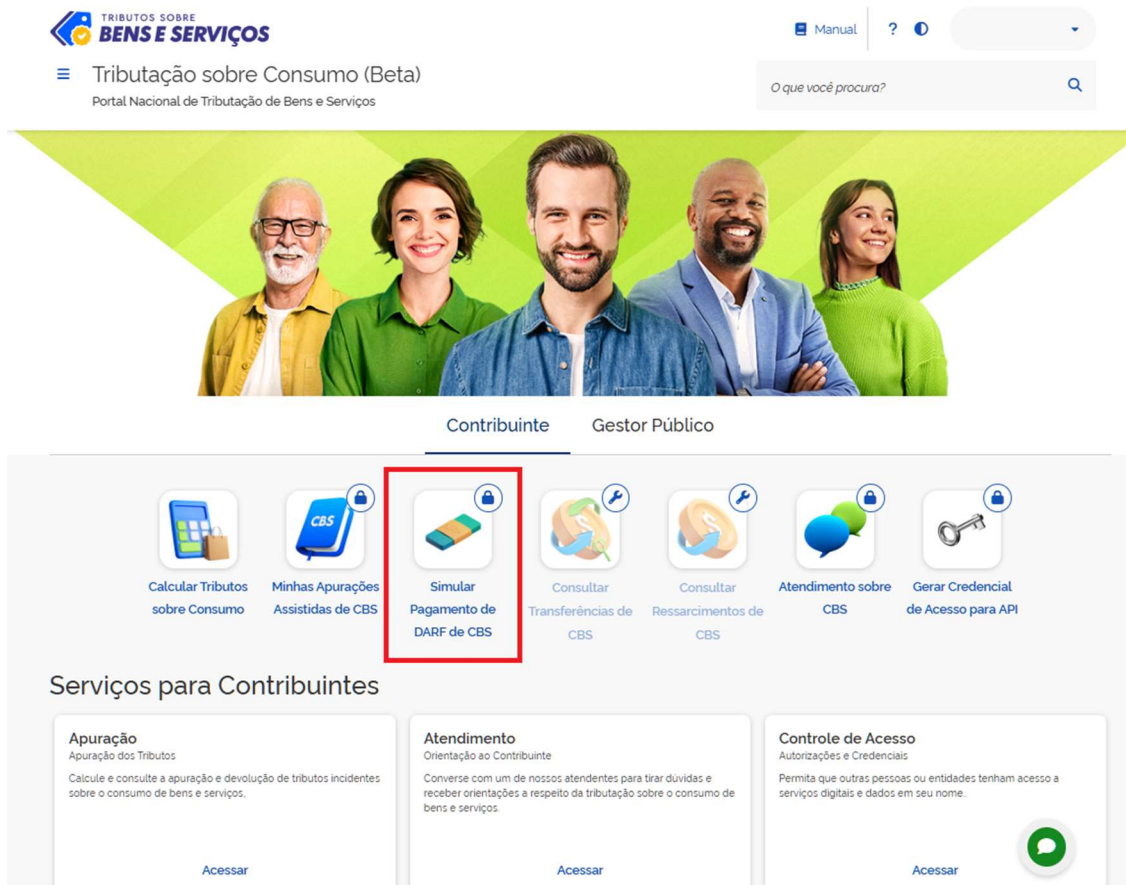 TRIBUTOS SOBRE
BENS E SERVIÇOS
Manual
?
Tributação sobre Consumo (Beta)
Portal Nacional de Tributação de Bens e Serviços
O que você procura?
Contribuinte
Gestor Público
CBS
Calcular Tributos
sobre Consumo
Minhas Apurações
Assistidas de CBS
Simular
Pagamento de
DARF de CBS
Consultar
Transferências de
CBS
Consultar
Ressarcimentos de
CBS
Atendimento sobre
CBS
Gerar Credencial
de Acesso para API
Serviços para Contribuintes
Apuração
Apuração dos Tributos
Calcule e consulte a apuração e devolução de tributos incidentes
sobre o consumo de bens e serviços.
Acessar
Atendimento
Orientação ao Contribuinte
Converse com um de nossos atendentes para tirar dúvidas e
receber orientações a respeito da tributação sobre o consumo de
bens e serviços.
Acessar
Controle de Acesso
Autorizações e Credenciais
Permita que outras pessoas ou entidades tenham acesso a
serviços digitais e dados em seu nome..
Acessar